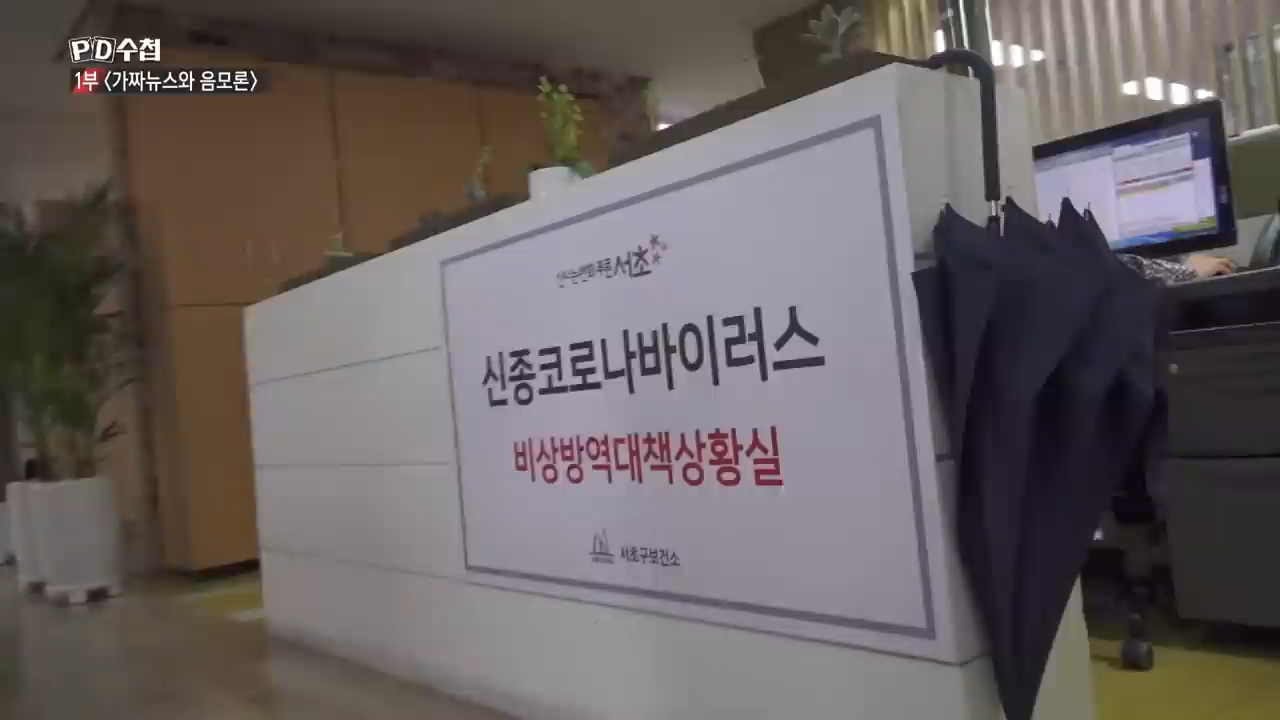 PD수첩
1부 〈가짜뉴스와 음모론〉
서초
신종코로나바이러스
비상방역대책상황실
서초구보건소